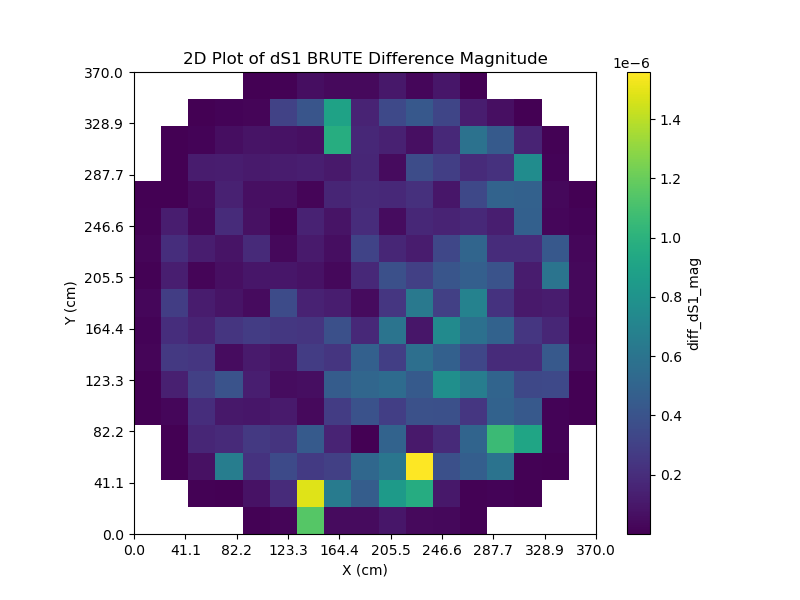 2D Plot of dS1 BRUTE Difference Magnitude
1e−6
370.0
328.9
287.7
246.6
205.5
164.4
123.3
82.2
41.1
0.0
Y (cm)
0.0 41.1 82.2 123.3 164.4 205.5 246.6 287.7 328.9 370.0
X (cm)
1.4
1.2
1.0
0.8
0.6
0.4
0.2
diff_dS1_mag